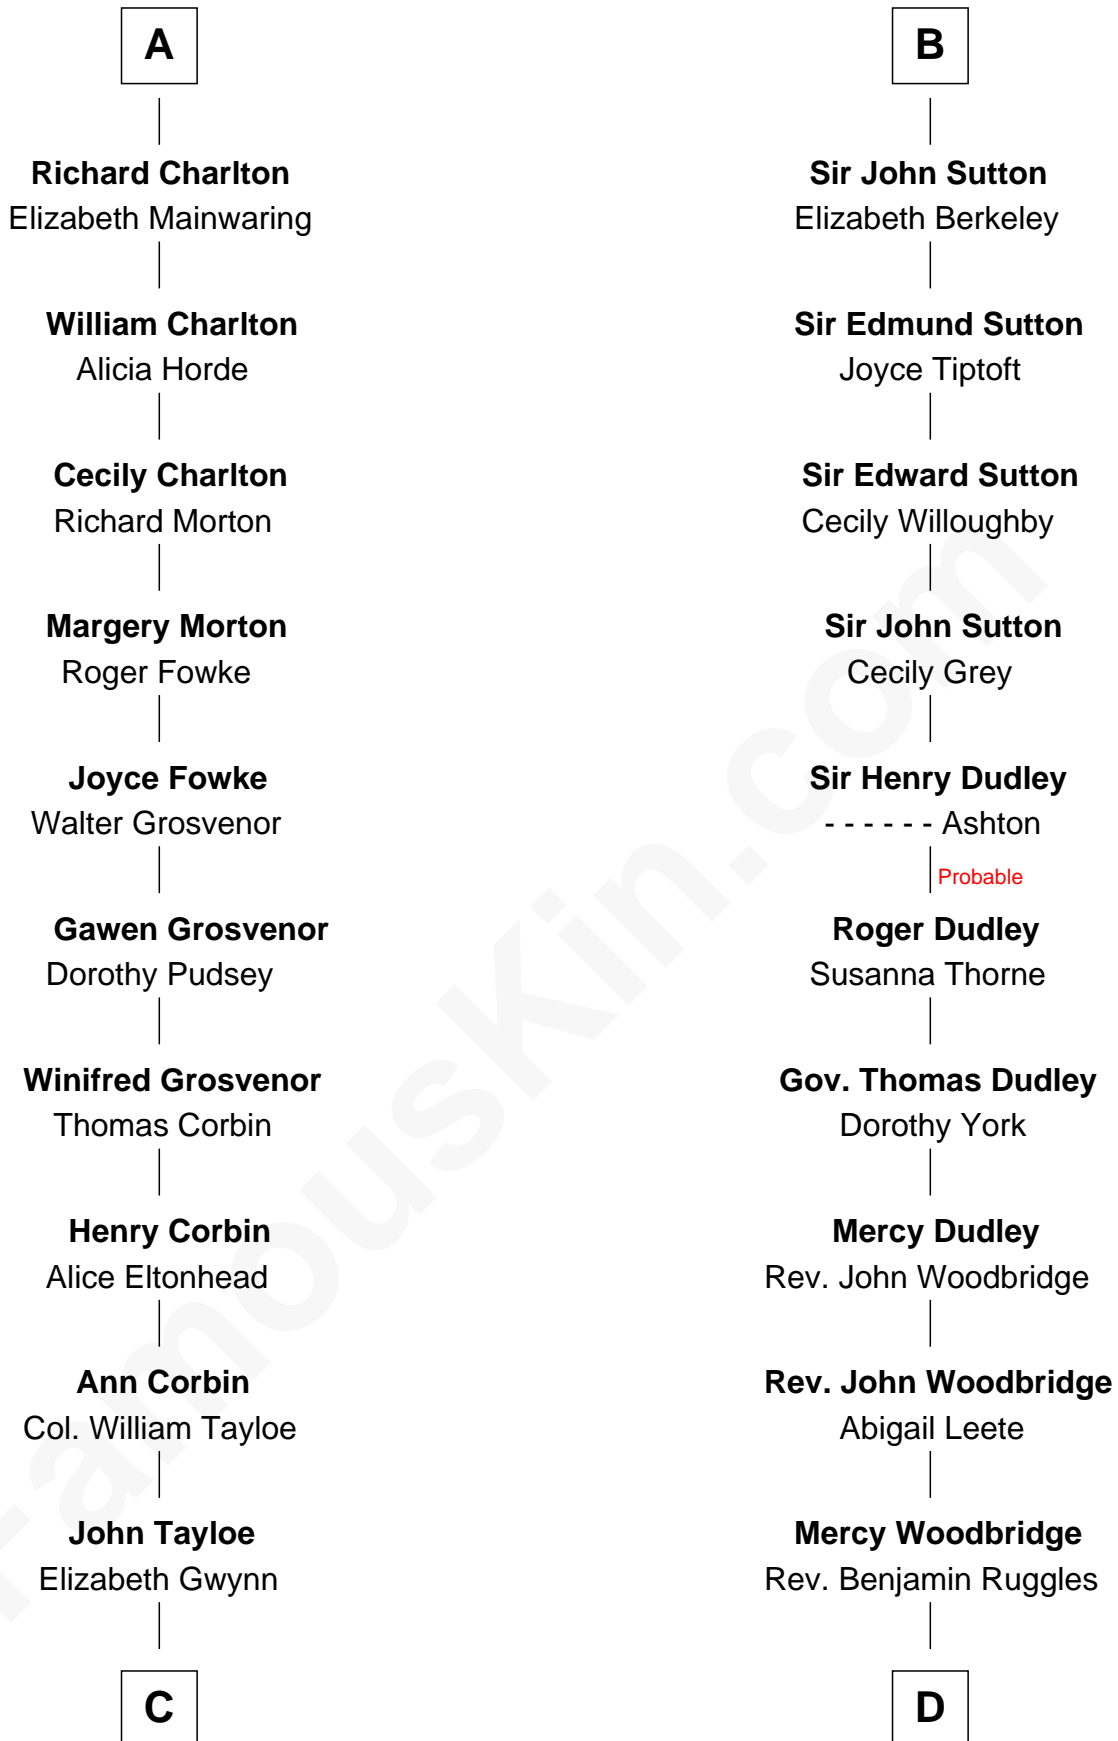 A
Richard Charlton
Elizabeth Mainwaring
William Charlton
Alicia Horde
Cecily Charlton
Richard Morton
Margery Morton
Roger Fowke
Joyce Fowke
Walter Grosvenor
Gawen Grosvenor
Dorothy Pudsey
Winifred Grosvenor
Thomas Corbin
Henry Corbin
Alice Eltonhead
Ann Corbin
Col. William Tayloe
John Tayloe
Elizabeth Gwynn
C
B
Sir John Sutton
Elizabeth Berkeley
Sir Edmund Sutton
Joyce Tiptoft
Sir Edward Sutton
Cecily Willoughby
Sir John Sutton
Cecily Grey
Sir Henry Dudley
- - - - - - Ashton
Probable
Roger Dudley
Susanna Thorne
Gov. Thomas Dudley
Dorothy York
Mercy Dudley
Rev. John Woodbridge
Rev. John Woodbridge
Abigail Leete
Mercy Woodbridge
Rev. Benjamin Ruggles
D
FamousKin.com